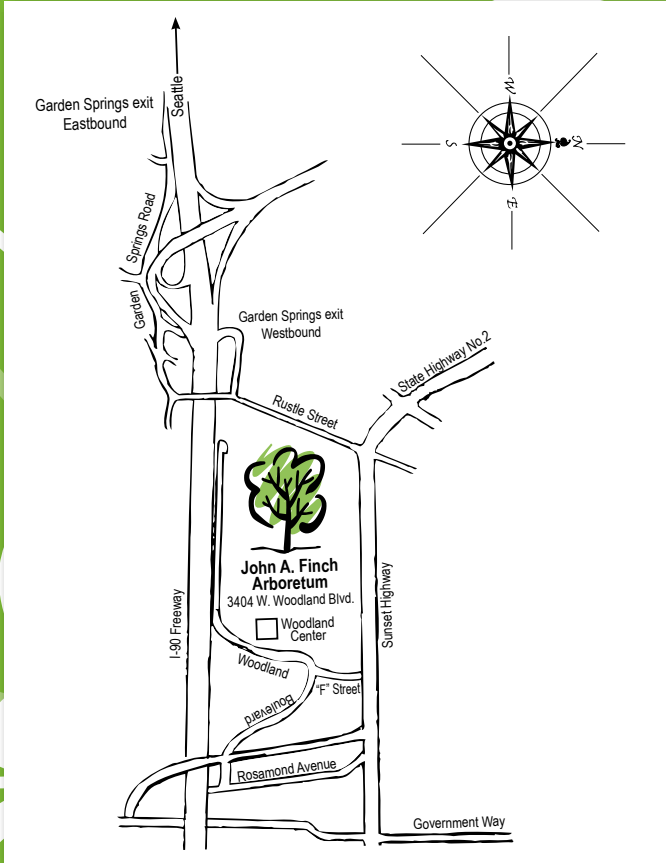 Garden Springs exit
Eastbound
Seattle
W
S
N
E
Springs Road
Garden
Garden Springs exit
Westbound
State Highway No.2
Rustle Street
John A. Finch
Arboretum
3404 W. Woodland Blvd.
Woodland
Center
I-90 Freeway
Sunset Highway
Woodland
"F" Street
Boulevard
Rosamond Avenue
Government Way